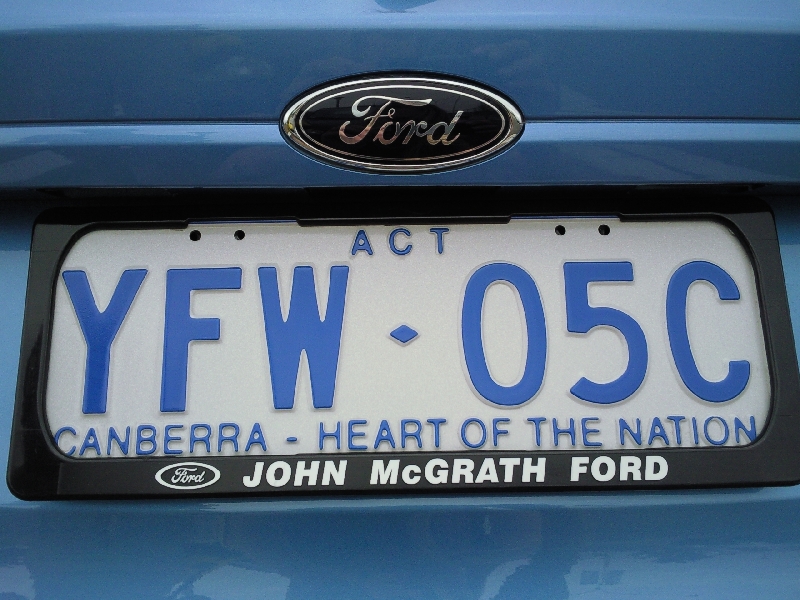 Ford
ACT
YFW · 05C
CANBERRA - HEART OF THE NATION
Ford JOHN McGRATH FORD